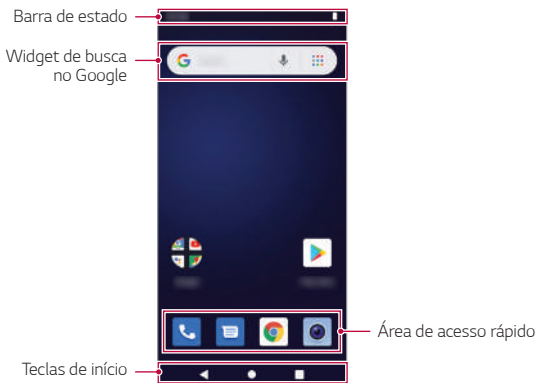 Barra de estado
Widget de busca
no Google
Área de acesso rápido
Teclas de início